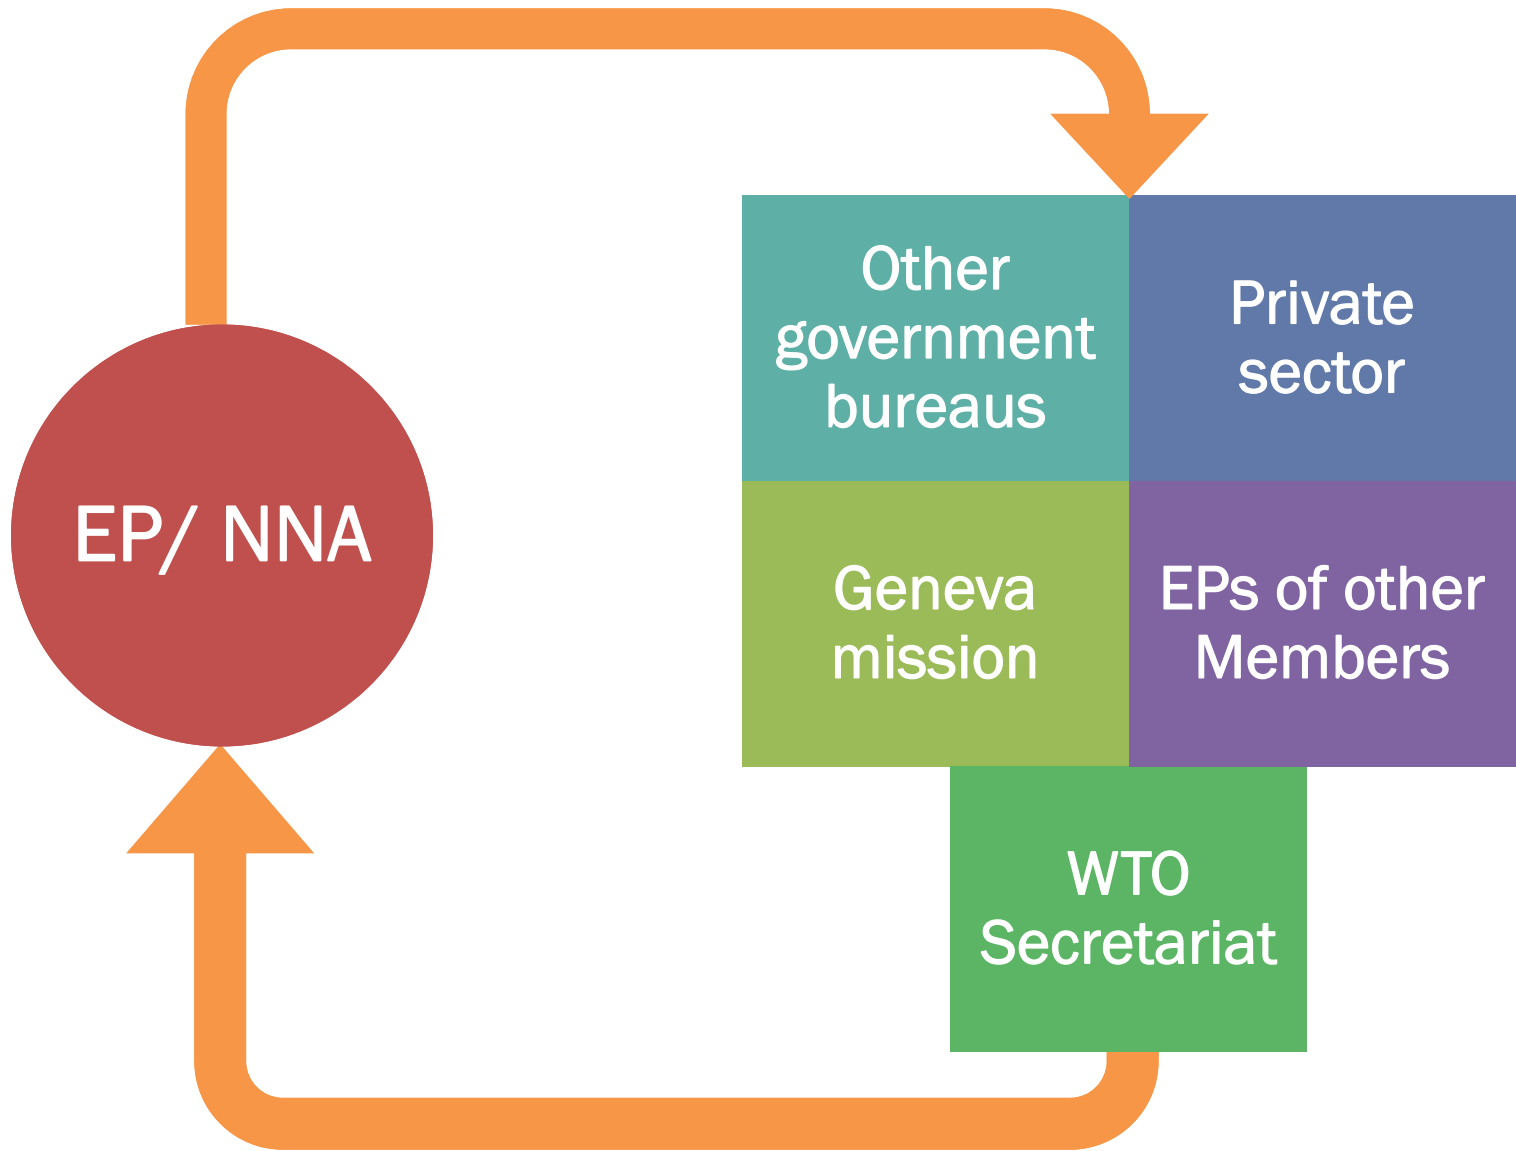 EP/ NNA
Other
government
bureaus
Private
sector
Geneva
mission
EPs of other
Members
WTO
Secretariat